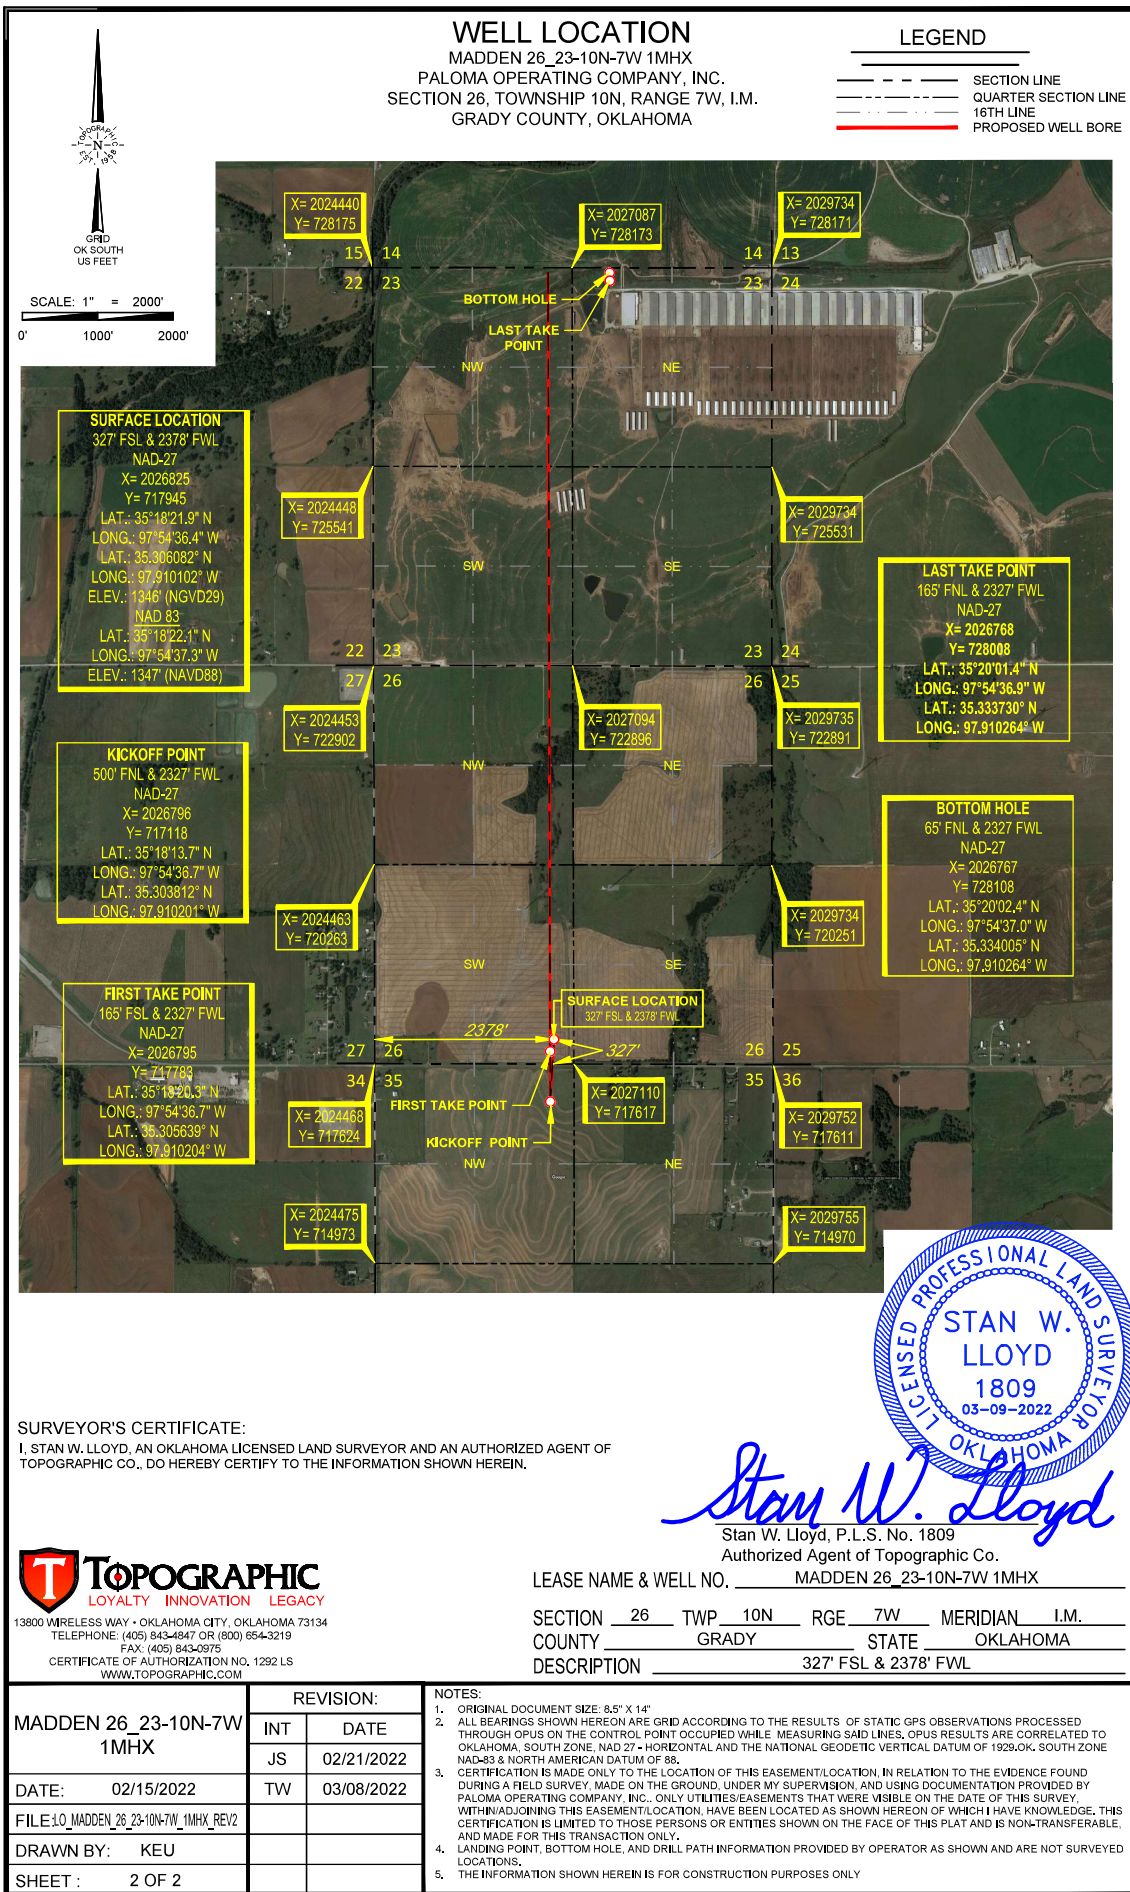 WELL LOCATION
MADDEN 26_23-10N-7W 1MHX
PALOMA OPERATING COMPANY, INC.
SECTION 26, TOWNSHIP 10N, RANGE 7W, I.M.
GRADY COUNTY, OKLAHOMA
LEGEND
SECTION LINE
QUARTER SECTION LINE
16TH LINE
PROPOSED WELL BORE
TOPOGRAPHIC
N
EST. 1958
GRID
OK SOUTH
US FEET
SCALE: 1" = 2000'
0' 1000' 2000'
X= 2024440
Y= 728175
X= 2027087
Y= 728173
X= 2029734
Y= 728171
15 14
22 23
14 13
23 24
BOTTOM HOLE
LAST TAKE
POINT
NW
NE
SURFACE LOCATION
327' FSL & 2378' FWL
NAD-27
X= 2026825
Y= 717945
LAT.: 35°18'21.9" N
LONG.: 97°54'36.4" W
LAT.: 35.306082° N
LONG.: 97.910102° W
ELEV.: 1346' (NGVD29)
NAD 83
LAT.: 35°18'22.1" N
LONG.: 97°54'37.3" W
ELEV.: 1347' (NAVD88)
X= 2024448
Y= 725541
X= 2029734
Y= 725531
SW
SE
LAST TAKE POINT
165' FNL & 2327' FWL
NAD-27
X= 2026768
Y= 728008
LAT.: 35°20'01.4" N
LONG.: 97°54'36.9" W
LAT.: 35.333730° N
LONG.: 97.910264° W
22 23
27 26
23 24
26 25
X= 2024453
Y= 722902
X= 2027094
Y= 722896
X= 2029735
Y= 722891
KICKOFF POINT
500' FNL & 2327' FWL
NAD-27
X= 2026796
Y= 717118
LAT.: 35°18'13.7" N
LONG.: 97°54'36.7" W
LAT.: 35.303812° N
LONG.: 97.910201° W
NW
NE
BOTTOM HOLE
65' FNL & 2327 FWL
NAD-27
X= 2026767
Y= 728108
LAT.: 35°20'02.4" N
LONG.: 97°54'37.0" W
LAT.: 35.334005° N
LONG.: 97.910264° W
X= 2024463
Y= 720263
X= 2029734
Y= 720251
SW
SE
FIRST TAKE POINT
165' FSL & 2327' FWL
NAD-27
X= 2026795
Y= 717783
LAT.: 35°18'20.3" N
LONG.: 97°54'36.7" W
LAT.: 35.305639° N
LONG.: 97.910204° W
SURFACE LOCATION
327' FSL & 2378' FWL
2378'
327'
27 26
34 35
26 25
35 36
FIRST TAKE POINT
KICKOFF POINT
X= 2024468
Y= 717624
X= 2027110
Y= 717617
X= 2029752
Y= 717611
NW
NE
Google
X= 2024475
Y= 714973
X= 2029755
Y= 714970
LICENSED PROFESSIONAL LAND SURVEYOR
STAN W.
LLOYD
1809
03-09-2022
OKLAHOMA
SURVEYOR'S CERTIFICATE:
I, STAN W. LLOYD, AN OKLAHOMA LICENSED LAND SURVEYOR AND AN AUTHORIZED AGENT OF
TOPOGRAPHIC CO., DO HEREBY CERTIFY TO THE INFORMATION SHOWN HEREIN.
Stan W. Lloyd
Stan W. Lloyd, P.L.S. No. 1809
Authorized Agent of Topographic Co.
T TOPOGRAPHIC
LOYALTY INNOVATION LEGACY
13800 WIRELESS WAY • OKLAHOMA CITY, OKLAHOMA 73134
TELEPHONE: (405) 843-4847 OR (800) 654-3219
FAX: (405) 843-0975
CERTIFICATE OF AUTHORIZATION NO. 1292 LS
WWW.TOPOGRAPHIC.COM
LEASE NAME & WELL NO. MADDEN 26_23-10N-7W 1MHX
SECTION 26 TWP 10N RGE 7W MERIDIAN I.M.
COUNTY GRADY STATE OKLAHOMA
DESCRIPTION 327' FSL & 2378' FWL
MADDEN 26_23-10N-7W
1MHX
REVISION:
INT DATE
JS 02/21/2022
TW 03/08/2022
DATE: 02/15/2022
FILE:LO_MADDEN_26_23-10N-7W_1MHX_REV2
DRAWN BY: KEU
SHEET : 2 OF 2
NOTES:
1. ORIGINAL DOCUMENT SIZE: 8.5" X 14"
2. ALL BEARINGS SHOWN HEREON ARE GRID ACCORDING TO THE RESULTS OF STATIC GPS OBSERVATIONS PROCESSED
THROUGH OPUS ON THE CONTROL POINT OCCUPIED WHILE MEASURING SAID LINES. OPUS RESULTS ARE CORRELATED TO
OKLAHOMA, SOUTH ZONE, NAD 27 - HORIZONTAL AND THE NATIONAL GEODETIC VERTICAL DATUM OF 1929.OK. SOUTH ZONE
NAD-83 & NORTH AMERICAN DATUM OF 88.
3. CERTIFICATION IS MADE ONLY TO THE LOCATION OF THIS EASEMENT/LOCATION, IN RELATION TO THE EVIDENCE FOUND
DURING A FIELD SURVEY, MADE ON THE GROUND, UNDER MY SUPERVISION, AND USING DOCUMENTATION PROVIDED BY
PALOMA OPERATING COMPANY, INC.. ONLY UTILITIES/EASEMENTS THAT WERE VISIBLE ON THE DATE OF THIS SURVEY,
WITHIN/ADJOINING THIS EASEMENT/LOCATION, HAVE BEEN LOCATED AS SHOWN HEREON OF WHICH I HAVE KNOWLEDGE. THIS
CERTIFICATION IS LIMITED TO THOSE PERSONS OR ENTITIES SHOWN ON THE FACE OF THIS PLAT AND IS NON-TRANSFERABLE,
AND MADE FOR THIS TRANSACTION ONLY.
4. LANDING POINT, BOTTOM HOLE, AND DRILL PATH INFORMATION PROVIDED BY OPERATOR AS SHOWN AND ARE NOT SURVEYED
LOCATIONS.
5. THE INFORMATION SHOWN HEREIN IS FOR CONSTRUCTION PURPOSES ONLY